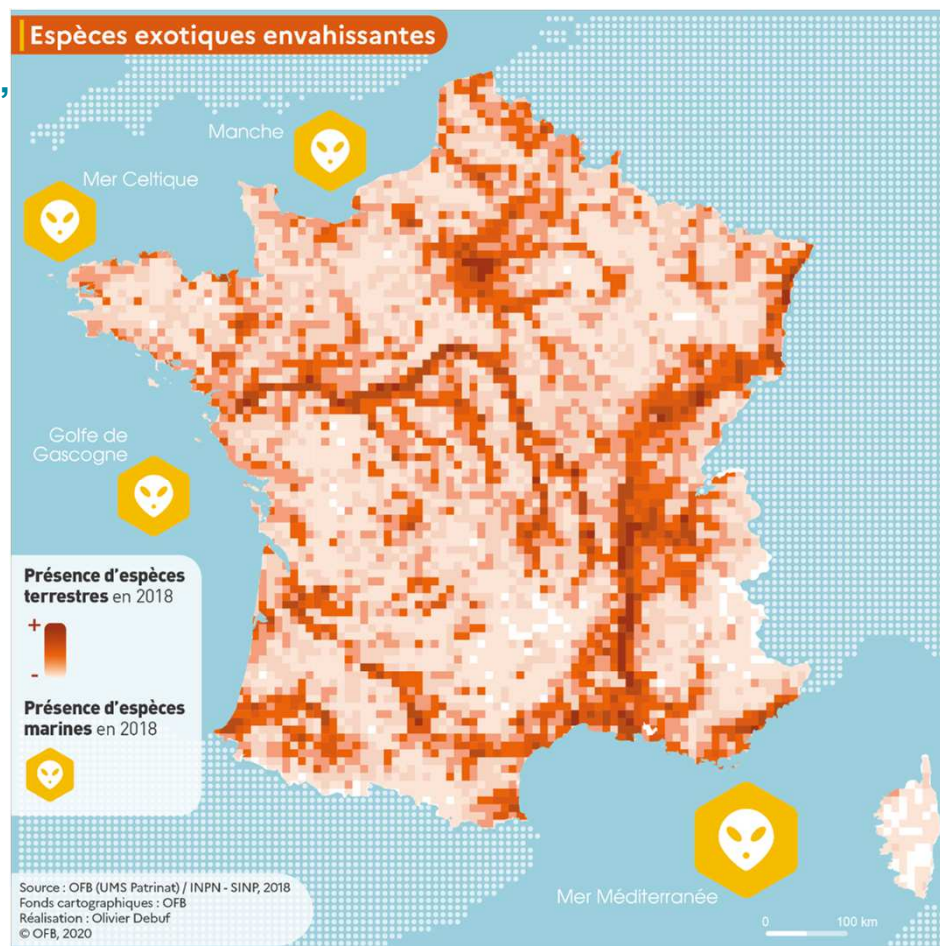 Espèces exotiques envahissantes
,
Manche
Mer Celtique
Golfe de
Gascogne
Présence d'espèces
terrestres en 2018
+
-
Présence d'espèces
marines en 2018
Mer Méditerranée
0 100 km
Source : OFB (UMS Patrinat) / INPN - SINP, 2018
Fonds cartographiques : OFB
Réalisation : Olivier Debuf
© OFB, 2020